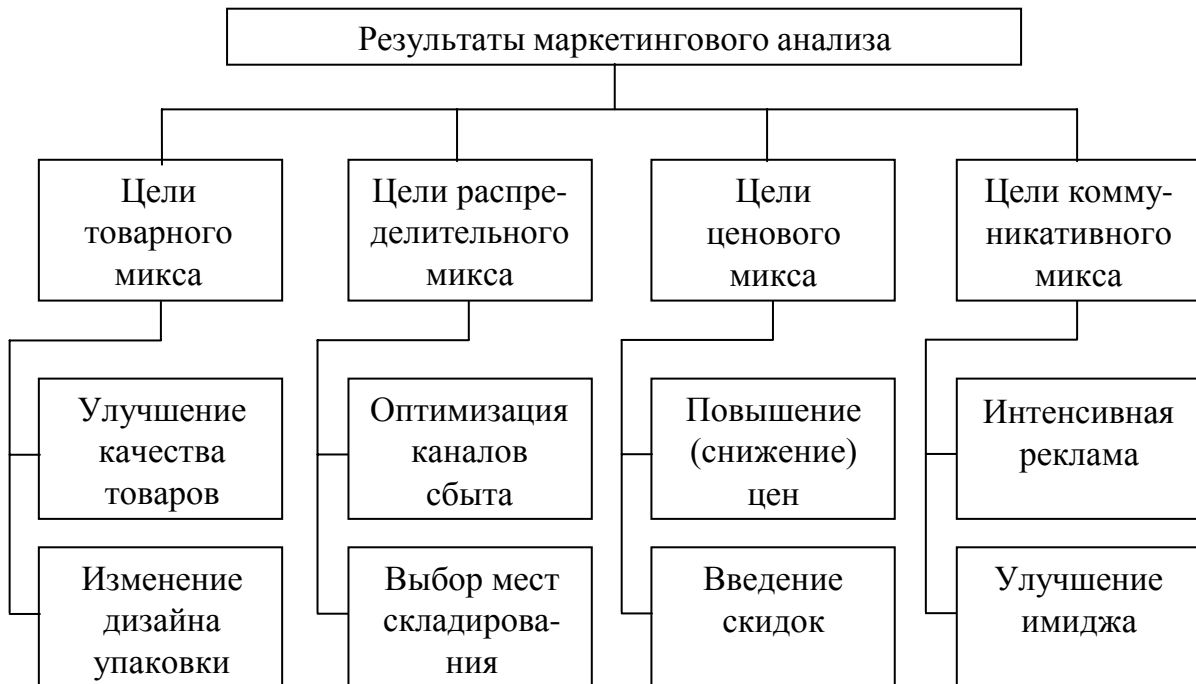 Результаты маркетингового анализа
Цели
товарного
микса
Цели распре-
делительного
микса
Цели
ценового
микса
Цели комму-
никативного
микса
Улучшение
качества
товаров
Оптимизация
каналов
сбыта
Повышение
(снижение)
цен
Интенсивная
реклама
Изменение
дизайна
упаковки
Выбор мест
складирова-
ния
Введение
скидок
Улучшение
имиджа